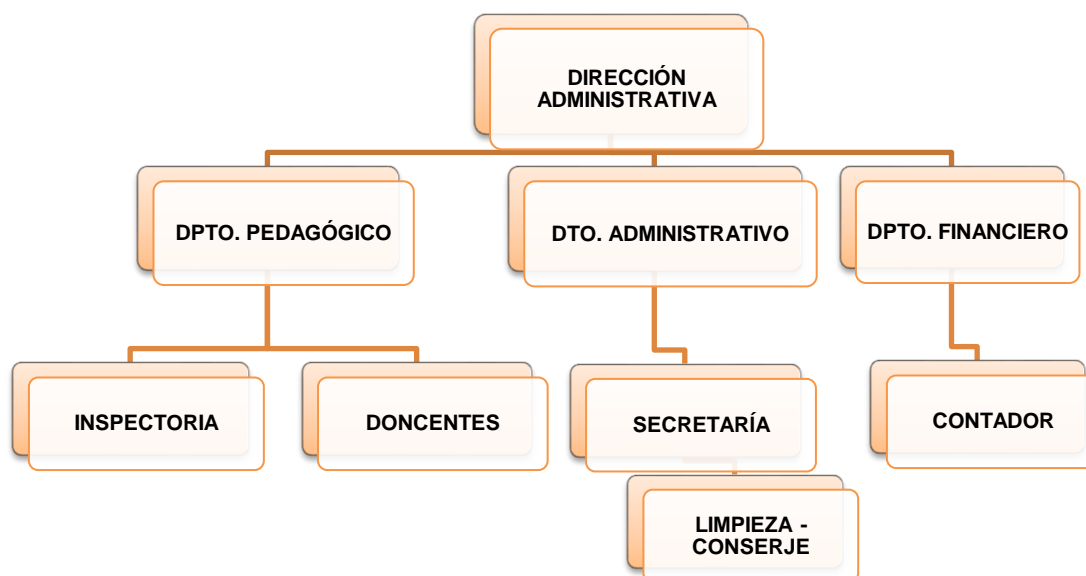 DIRECCIÓN
ADMINISTRATIVA
DPTO. PEDAGÓGICO
DTO. ADMINISTRATIVO
DPTO. FINANCIERO
INSPECTORIA
DONCENTES
SECRETARÍA
CONTADOR
LIMPIEZA -
CONSERJE